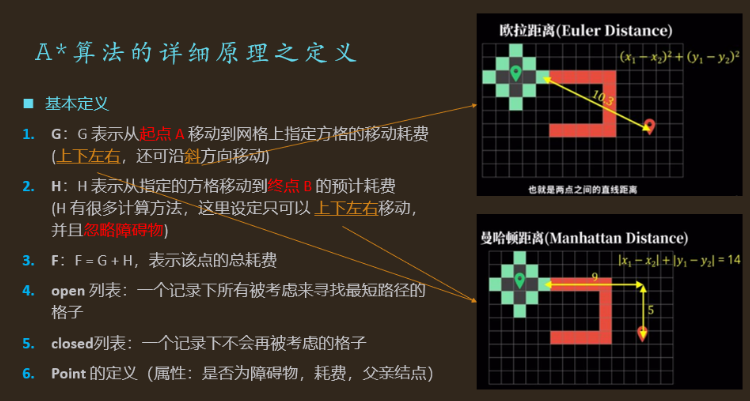 A*算法的详细原理之定义
基本定义
1. G：G 表示从起点 A 移动到网格上指定方格的移动耗费
(上下左右，还可沿斜方向移动)
2. H：H 表示从指定的方格移动到终点 B 的预计耗费
(H 有很多计算方法，这里设定只可以 上下左右移动，
并且忽略障碍物)
3. F：F = G + H，表示该点的总耗费
4. open 列表：一个记录下所有被考虑来寻找最短路径的
格子
5. closed列表：一个记录下不会再被考虑的格子
6. Point 的定义（属性：是否为障碍物，耗费，父亲结点）
欧拉距离(Euler Distance)
(x₁ − x₂)² + (y₁ − y₂)²
10.3
也就是两点之间的直线距离
曼哈顿距离(Manhattan Distance)
|x₁ − x₂| + |y₁ − y₂| = 14
9
5